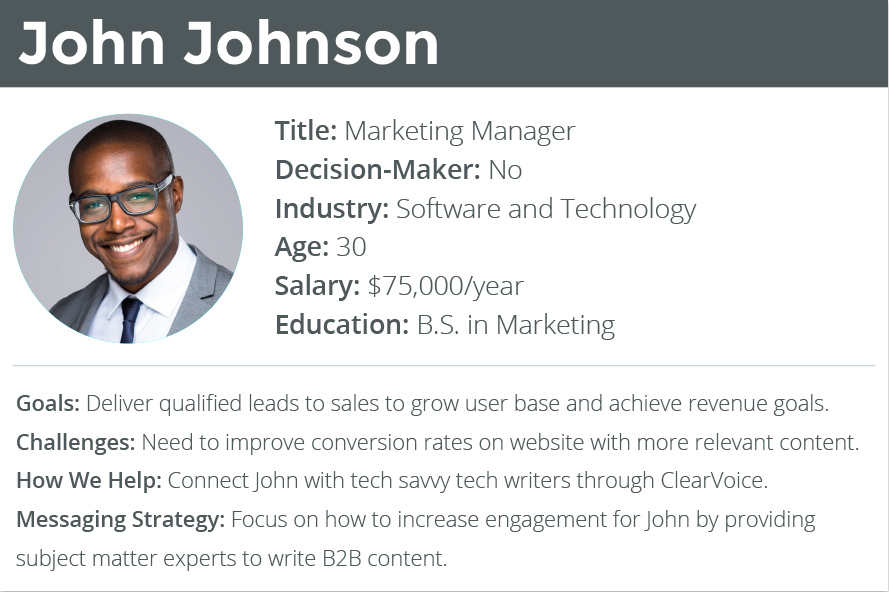 John Johnson
Title: Marketing Manager
Decision-Maker: No
Industry: Software and Technology
Age: 30
Salary: $75,000/year
Education: B.S. in Marketing
Goals: Deliver qualified leads to sales to grow user base and achieve revenue goals.
Challenges: Need to improve conversion rates on website with more relevant content.
How We Help: Connect John with tech savvy tech writers through ClearVoice.
Messaging Strategy: Focus on how to increase engagement for John by providing
subject matter experts to write B2B content.